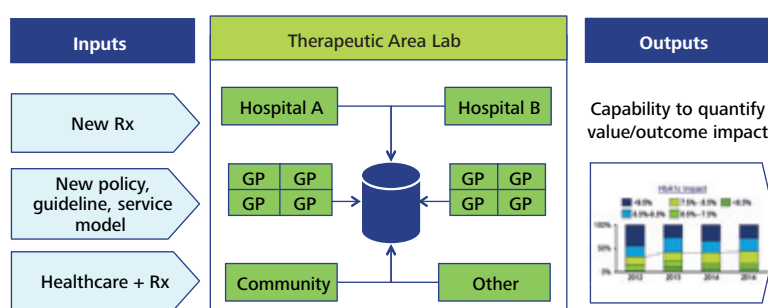 Inputs
Therapeutic Area Lab
Outputs
New Rx
New policy,
guideline, service
model
Healthcare + Rx
Hospital A
Hospital B
GP GP
GP GP
GP GP
GP GP
Community
Other
Capability to quantify
value/outcome impact
HbA1c Impact
100%
50%
0%
2012
2013